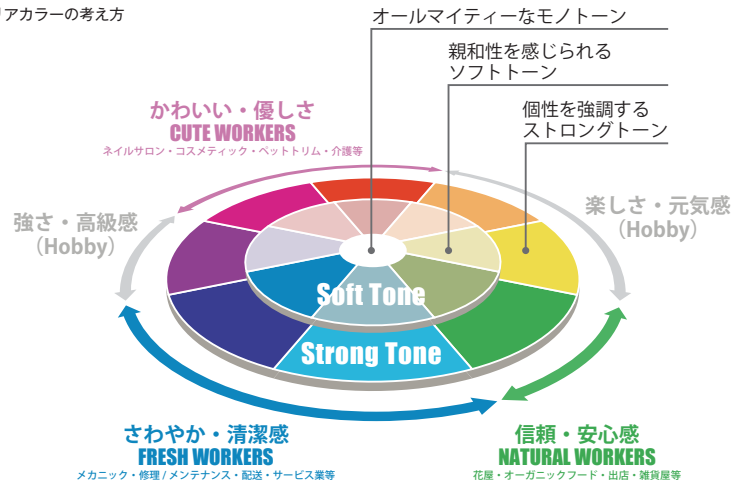 リアカラーの考え方
オールマイティーなモノトーン
親和性を感じられる
ソフトトーン
個性を強調する
ストロングトーン
かわいい・優しさ
CUTE WORKERS
ネイルサロン・コスメティック・ペットトリム・介護等
強さ・高級感
（Hobby）
楽しさ・元気感
（Hobby）
Soft Tone
Strong Tone
さわやか・清潔感
FRESH WORKERS
メカニック・修理 / メンテナンス・配送・サービス業等
信頼・安心感
NATURAL WORKERS
花屋・オーガニックフード・出店・雑貨屋等